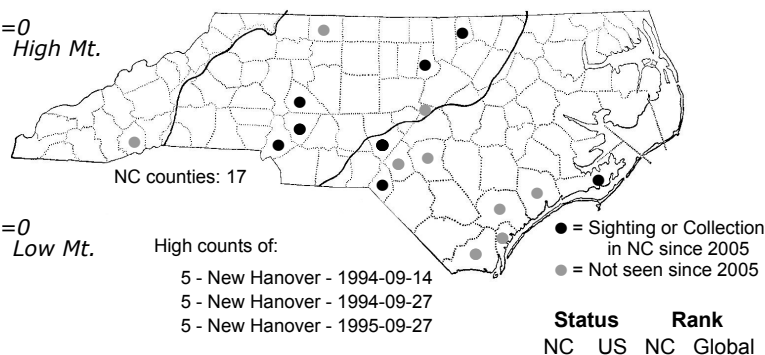 =0
High Mt.
NC counties: 17
=0
Low Mt.
High counts of:
5 - New Hanover - 1994-09-14
5 - New Hanover - 1994-09-27
5 - New Hanover - 1995-09-27
● = Sighting or Collection
in NC since 2005
● = Not seen since 2005
Status Rank
NC US NC Global